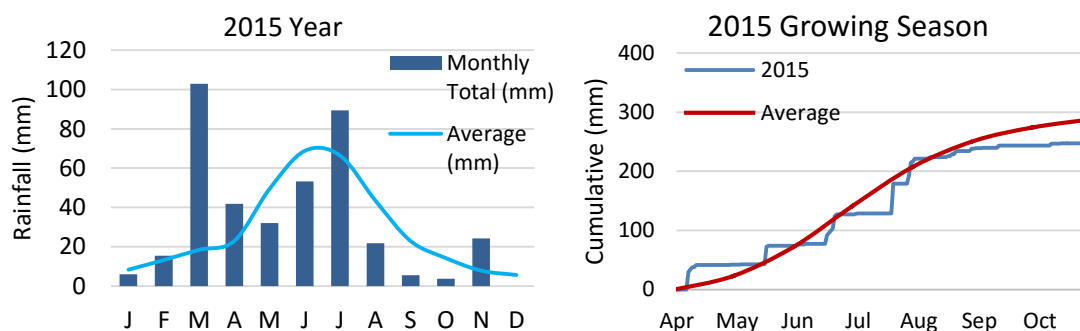 2015 Year
120
100
80
60
40
20
0
Rainfall (mm)
Monthly
Total (mm)
Average
(mm)
J F M A M J J A S O N D
2015 Growing Season
400
300
200
100
0
Cumulative (mm)
2015
Average
Apr May Jun Jul Aug Sep Oct